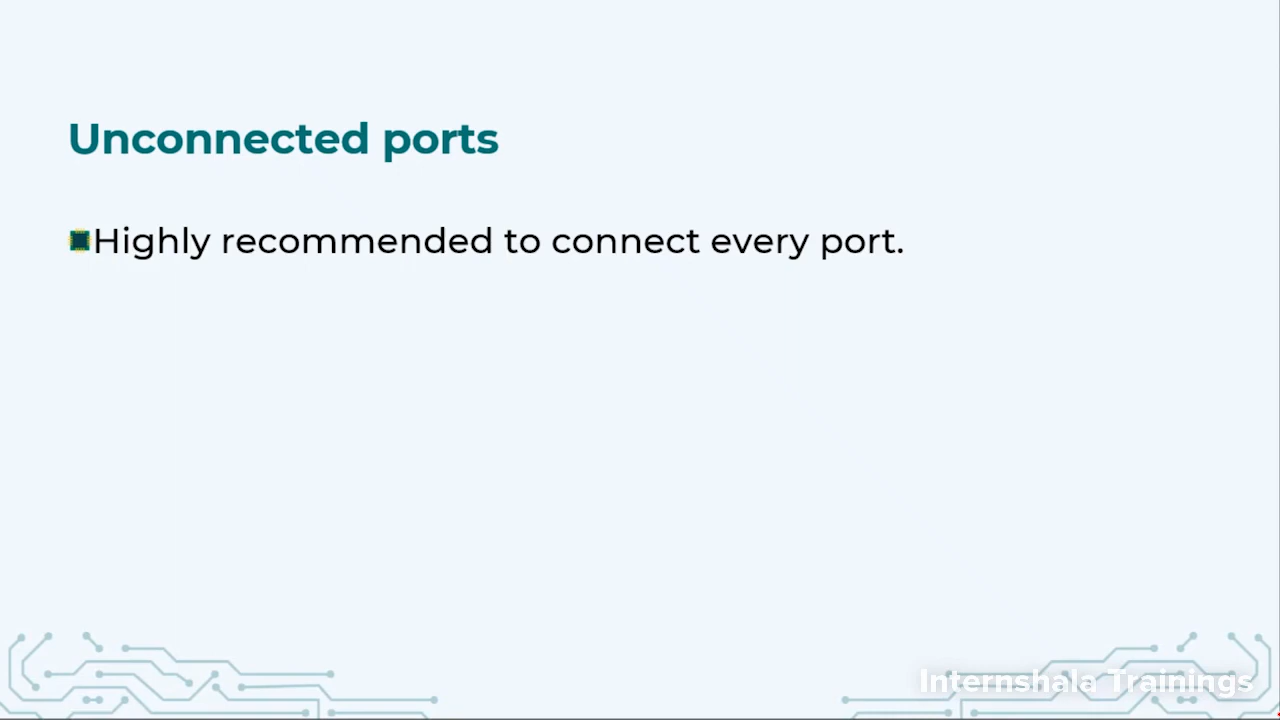 Unconnected ports
Highly recommended to connect every port.
Internshala Trainings